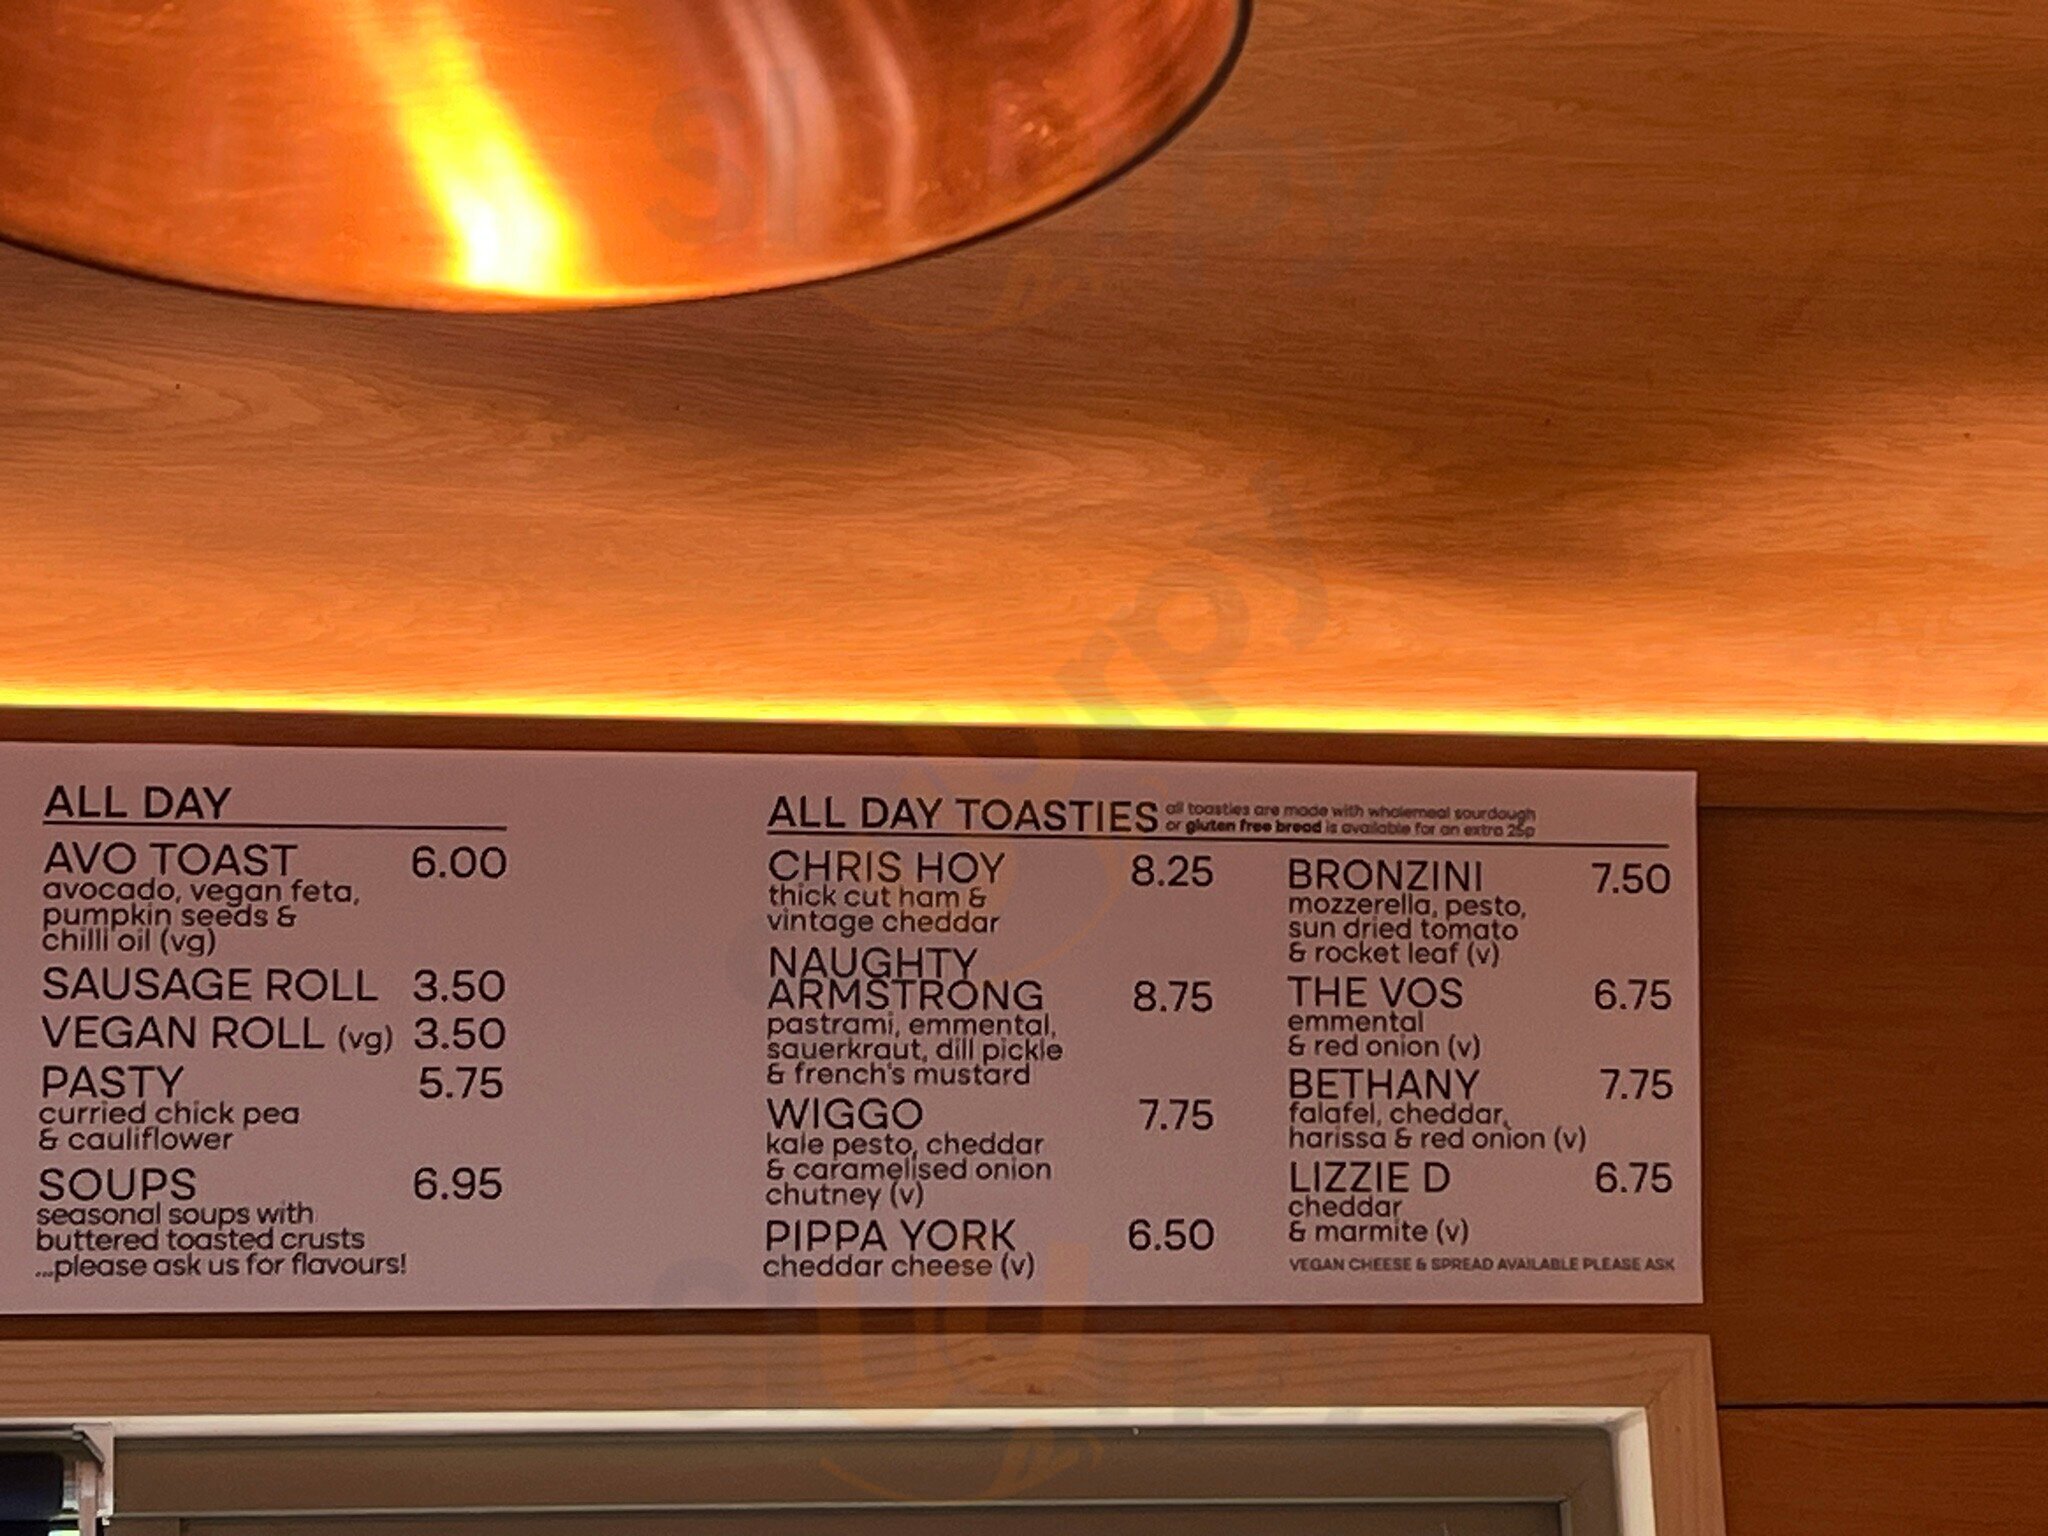 ALL DAY
AVO TOAST 6.00
avocado, vegan feta,
pumpkin seeds &
chilli oil (vg)
SAUSAGE ROLL 3.50
VEGAN ROLL (vg) 3.50
PASTY 5.75
curried chick pea
& cauliflower
SOUPS 6.95
seasonal soups with
buttered toasted crusts
...please ask us for flavours!
ALL DAY TOASTIES
all toasties are made with wholemeal sourdough
or gluten free bread is available for an extra 25p
CHRIS HOY 8.25
thick cut ham &
vintage cheddar
NAUGHTY
ARMSTRONG 8.75
pastrami, emmental,
sauerkraut, dill pickle
& french's mustard
WIGGO 7.75
kale pesto, cheddar
& caramelised onion
chutney (v)
PIPPA YORK 6.50
cheddar cheese (v)
BRONZINI 7.50
mozzerella, pesto,
sun dried tomato
& rocket leaf (v)
THE VOS 6.75
emmental
& red onion (v)
BETHANY 7.75
falafel, cheddar,
harissa & red onion (v)
LIZZIE D 6.75
cheddar
& marmite (v)
VEGAN CHEESE & SPREAD AVAILABLE PLEASE ASK
slurpy
slurpy
slurpy